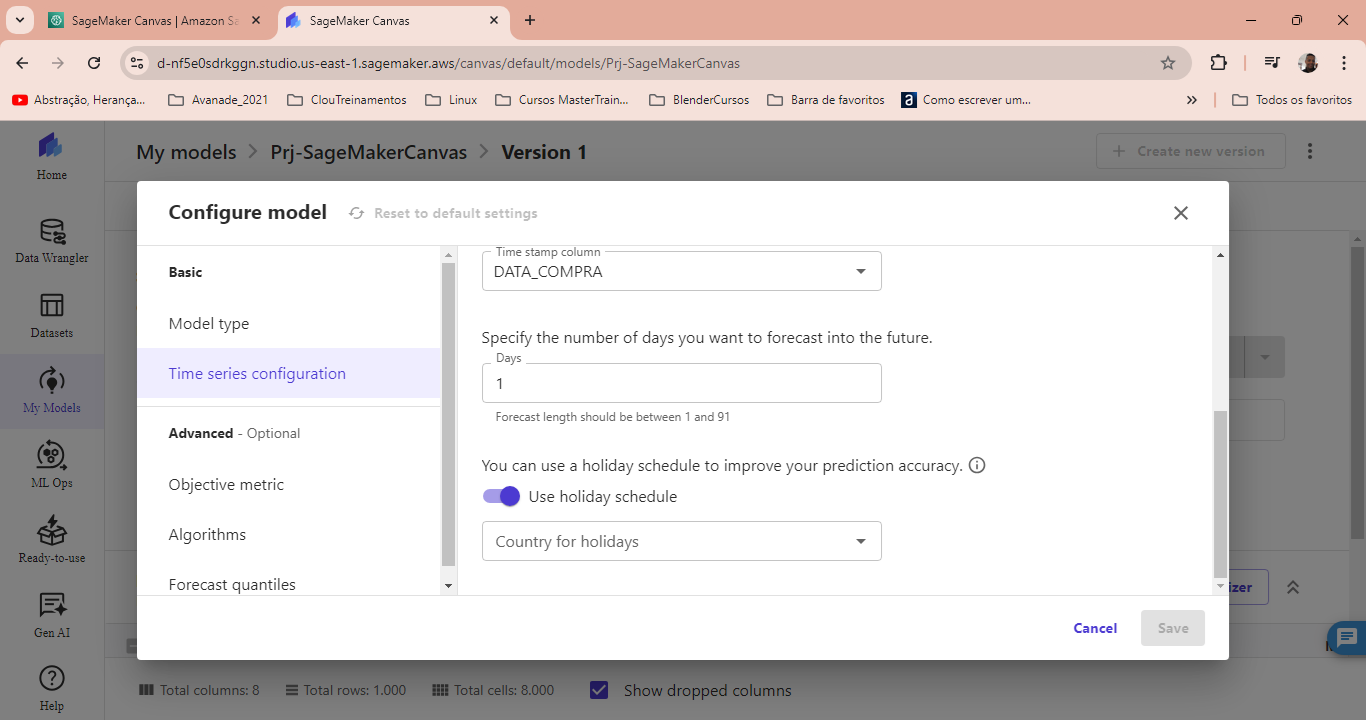 SageMaker Canvas | Amazon Sa
SageMaker Canvas
d-nf5e0sdrkggn.studio.us-east-1.sagemaker.aws/canvas/default/models/Prj-SageMakerCanvas
Abstração, Herança...
Avanade_2021
ClouTreinamentos
Linux
Cursos MasterTrain...
BlenderCursos
Barra de favoritos
a
Como escrever um...
Todos os favoritos
Home
Data Wrangler
Datasets
My Models
ML Ops
Ready-to-use
Gen AI
Help
My models > Prj-SageMakerCanvas > Version 1
Create new version
Configure model
Reset to default settings
Basic
Model type
Time series configuration
Advanced - Optional
Objective metric
Algorithms
Forecast quantiles
Time stamp column
DATA_COMPRA
Specify the number of days you want to forecast into the future.
Days
1
Forecast length should be between 1 and 91
You can use a holiday schedule to improve your prediction accuracy.
Use holiday schedule
Country for holidays
Cancel
Save
izer
Total columns: 8
Total rows: 1.000
Total cells: 8.000
Show dropped columns